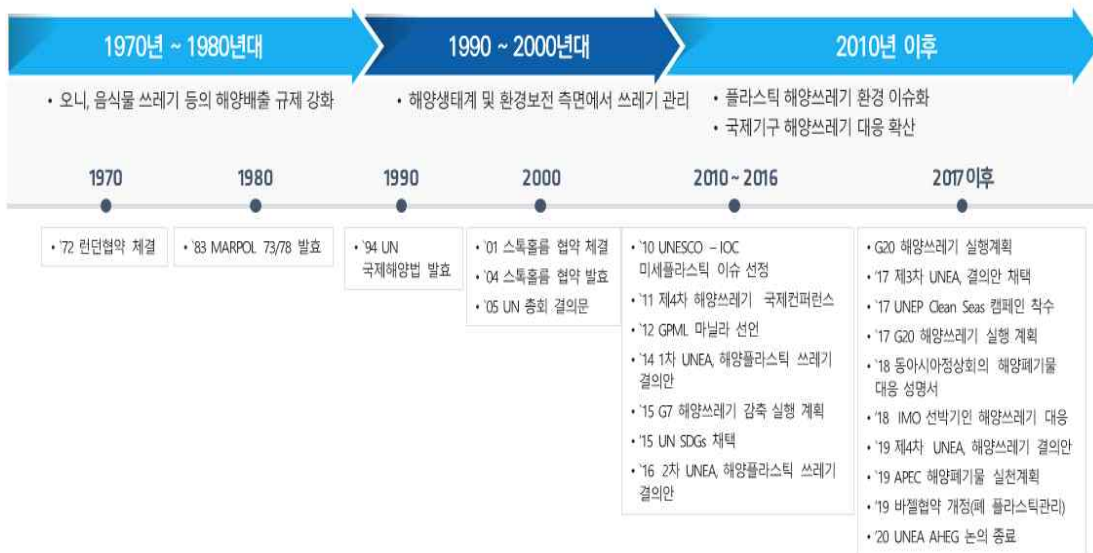 1970년 ~ 1980년대
1990 ~ 2000년대
2010년 이후
• 오니, 음식물 쓰레기 등의 해양배출 규제 강화
• 해양생태계 및 환경보전 측면에서 쓰레기 관리
• 플라스틱 해양쓰레기 환경 이슈화
• 국제기구 해양쓰레기 대응 확산
1970
1980
1990
2000
2010 ~ 2016
2017 이후
• '72 런던협약 체결
• '83 MARPOL 73/78 발효
• '94 UN
국제해양법 발효
• '01 스톡홀름 협약 체결
• '04 스톡홀름 협약 발효
• '05 UN 총회 결의문
• '10 UNESCO – IOC
미세플라스틱 이슈 선정
• '11 제4차 해양쓰레기 국제컨퍼런스
• '12 GPML 마닐라 선언
• '14 1차 UNEA, 해양플라스틱 쓰레기
결의안
• '15 G7 해양쓰레기 감축 실행 계획
• '15 UN SDGs 채택
• '16 2차 UNEA, 해양플라스틱 쓰레기
결의안
• G20 해양쓰레기 실행계획
• '17 제3차 UNEA, 결의안 채택
• '17 UNEP Clean Seas 캠페인 착수
• '17 G20 해양쓰레기 실행 계획
• '18 동아시아정상회의 해양폐기물
대응 성명서
• '18 IMO 선박기인 해양쓰레기 대응
• '19 제4차 UNEA, 해양쓰레기 결의안
• '19 APEC 해양폐기물 실천계획
• '19 바젤협약 개정(폐 플라스틱관리)
• '20 UNEA AHEG 논의 종료